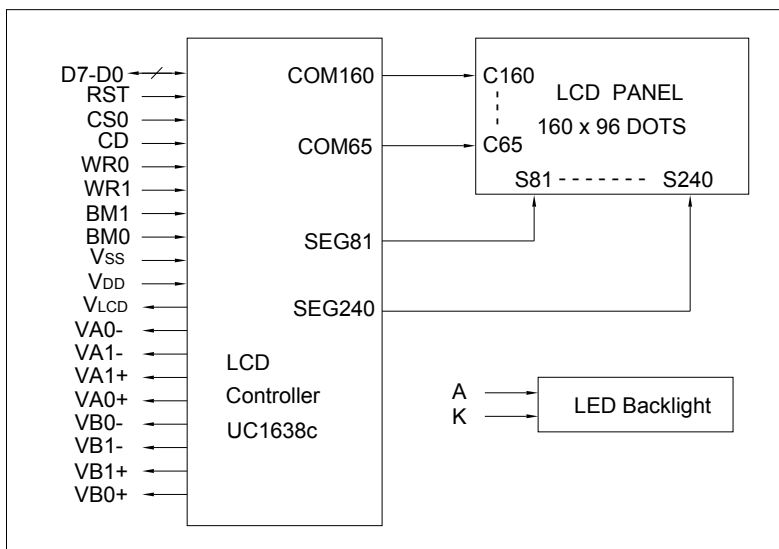 D7-D0
RST
CS0
CD
WR0
WR1
BM1
BM0
VSS
VDD
VLCD
VA0-
VA1-
VA1+
VA0+
VB0-
VB1-
VB1+
VB0+
COM160
COM65
SEG81
SEG240
LCD
Controller
UC1638c
C160
C65
LCD PANEL
160 x 96 DOTS
S81 - - - - - - - S240
A
K
LED Backlight